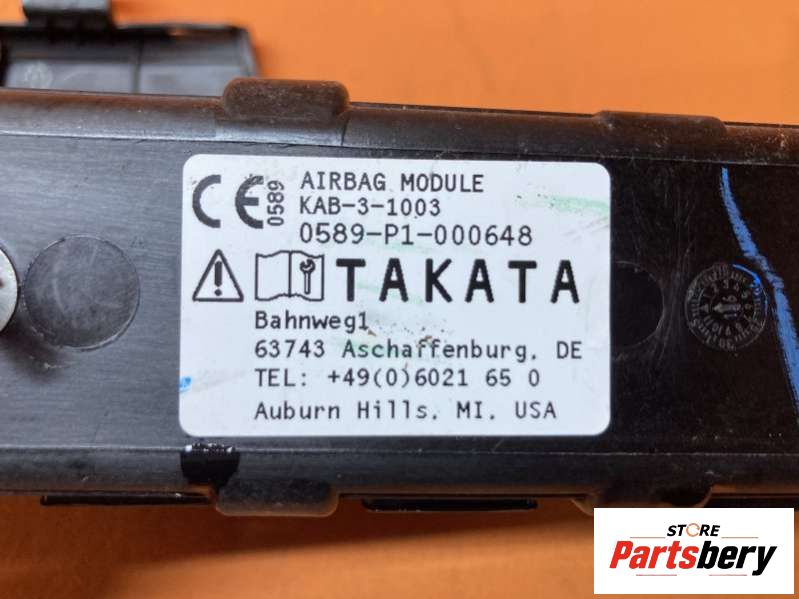 CE 0589
AIRBAG MODULE
KAB-3-1003
0589-P1-000648
TAKATA
Bahnweg1
63743 Aschaffenburg, DE
TEL: +49(0)6021 65 0
Auburn Hills, MI, USA
STORE
Partsbery